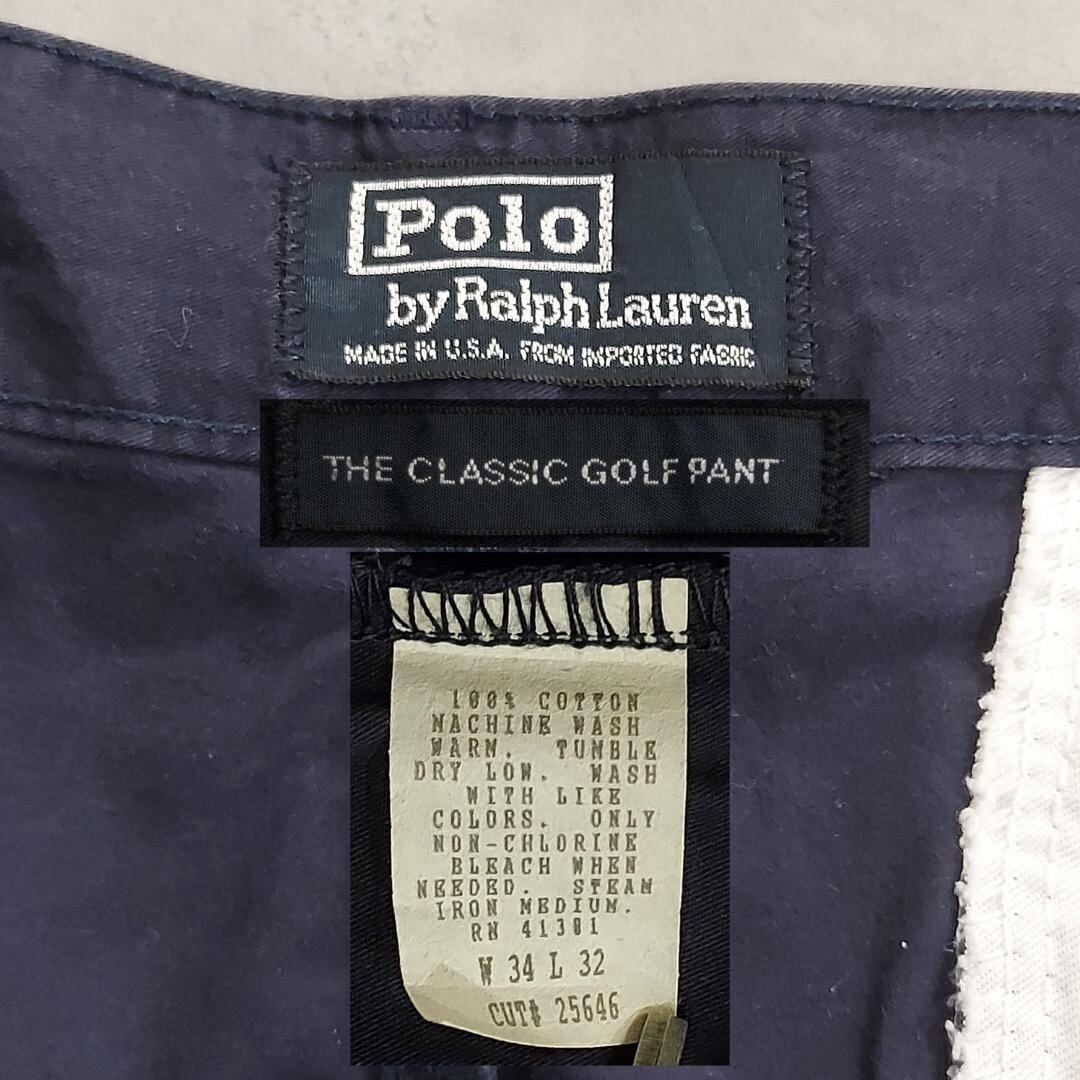 Polo
by Ralph Lauren
MADE IN U.S.A. FROM IMPORTED FABRIC
THE CLASSIC GOLF PANT
100% COTTON
MACHINE WASH
WARM. TUMBLE
DRY LOW. WASH
WITH LIKE
COLORS. ONLY
NON-CHLORINE
BLEACH WHEN
NEEDED. STEAM
IRON MEDIUM.
RN 41381
W 34 L 32
CUT# 25646